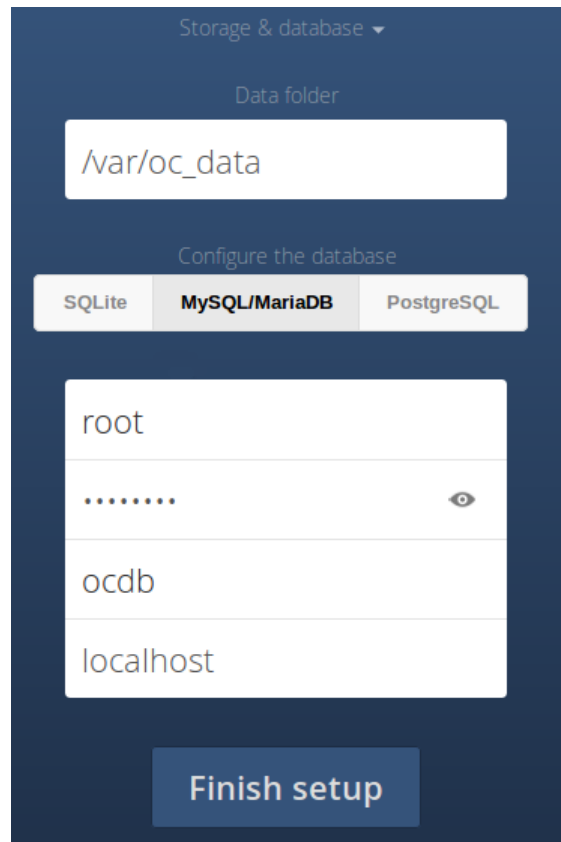 Storage & database
Data folder
/var/oc_data
Configure the database
SQLite MySQL/MariaDB PostgreSQL
root
••••••••
ocdb
localhost
Finish setup